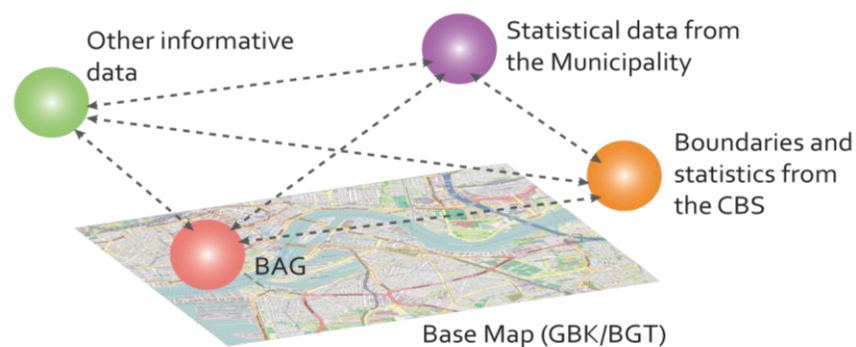 Other informative
data
Statistical data from
the Municipality
Boundaries and
statistics from
the CBS
BAG
Base Map (GBK/BGT)